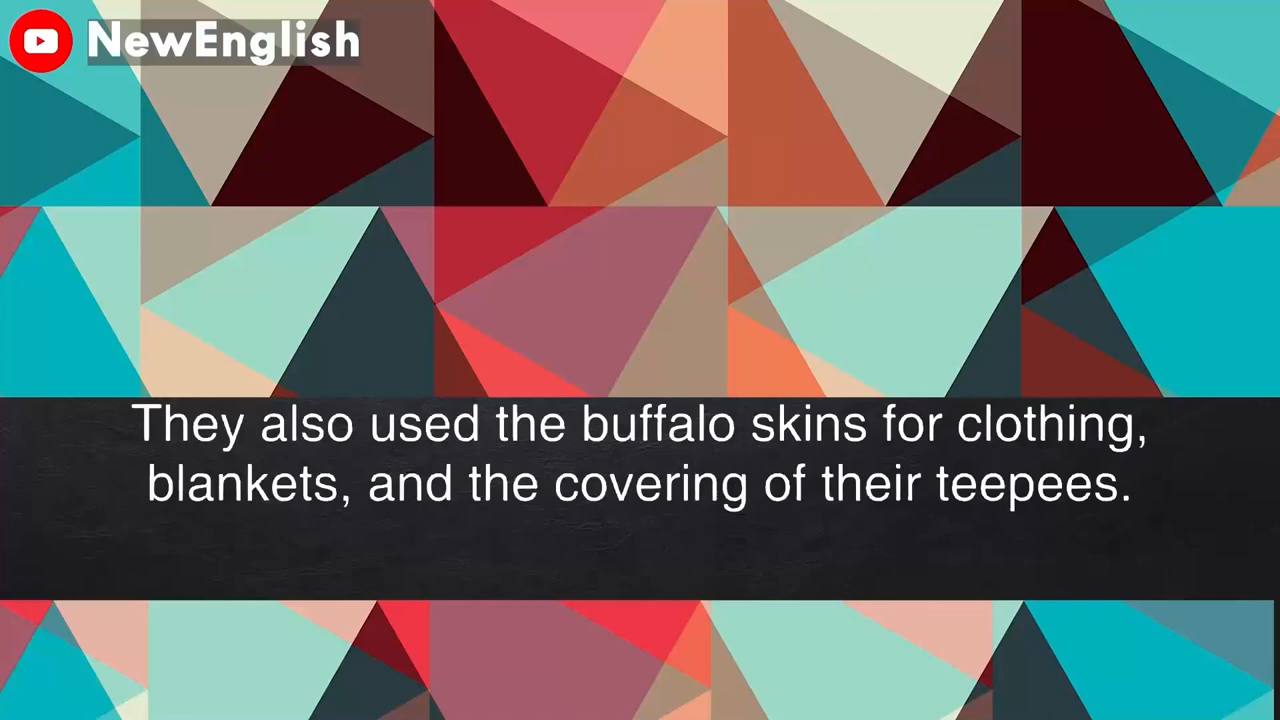 NewEnglish
They also used the buffalo skins for clothing,
blankets, and the covering of their teepees.